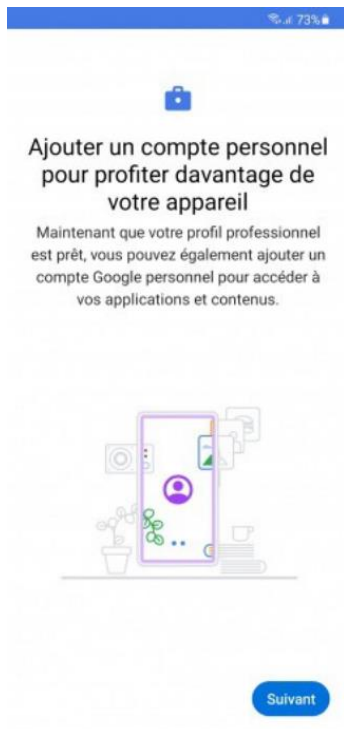 73%
Ajouter un compte personnel
pour profiter davantage de
votre appareil
Maintenant que votre profil professionnel
est prêt, vous pouvez également ajouter un
compte Google personnel pour accéder à
vos applications et contenus.
Suivant